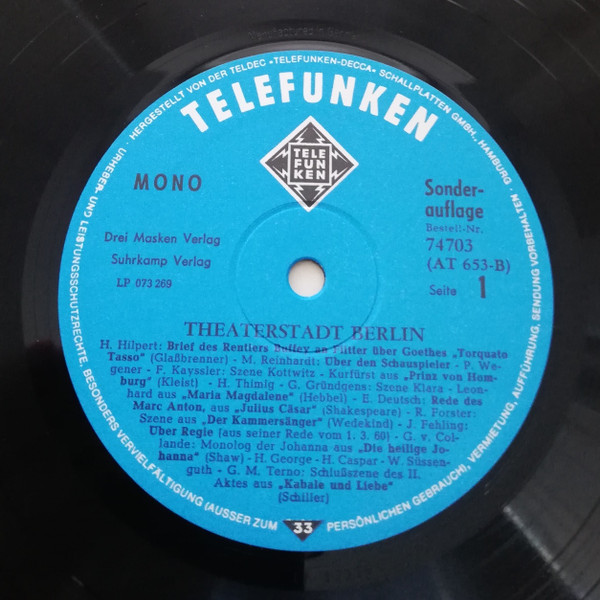 · HERGESTELLT VON DER TELDEC »TELEFUNKEN-DECCA« SCHALLPLATTEN GMBH., HAMBURG ·
URHEBER- UND LEISTUNGSSCHUTZRECHTE, BESONDERS VERVIELFÄLTIGUNG (AUSSER ZUM PERSÖNLICHEN GEBRAUCH), VERMIETUNG, AUFFÜHRUNG, SENDUNG VORBEHALTEN
TELEFUNKEN
TELE
FUN
KEN
MONO
Drei Masken Verlag
Suhrkamp Verlag
LP 073 269
Sonder-
auflage
Bestell-Nr.
74703
(AT 653-B)
Seite 1
THEATERSTADT BERLIN
H. Hilpert: Brief des Rentiers Buffey an Flitter über Goethes „Torquato
Tasso" (Glaßbrenner) - M. Reinhardt: Über den Schauspieler - P. We-
gener - F. Kayssler: Szene Kottwitz - Kurfürst aus „Prinz von Hom-
burg" (Kleist) - H. Thimig - G. Gründgens: Szene Klara - Leon-
hard aus „Maria Magdalene" (Hebbel) - E. Deutsch: Rede des
Marc Anton, aus „Julius Cäsar" (Shakespeare) - R. Forster:
Szene aus „Der Kammersänger" (Wedekind) - J. Fehling:
Über Regie (aus seiner Rede vom 1. 3. 60) - G. v. Col-
lande: Monolog der Johanna aus „Die heilige Jo-
hanna" (Shaw) - H. George - H. Caspar - W. Süssen-
guth - G. M. Terno: Schlußszene des II.
Aktes aus „Kabale und Liebe"
(Schiller)
33